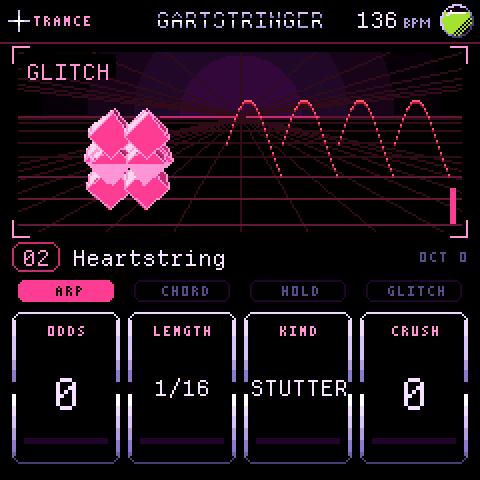 TRANCE GARTSTRINGER 136 BPM
GLITCH
02 Heartstring OCT 0
ARP CHORD HOLD GLITCH
ODDS LENGTH KIND CRUSH
0 1/16 STUTTER 0